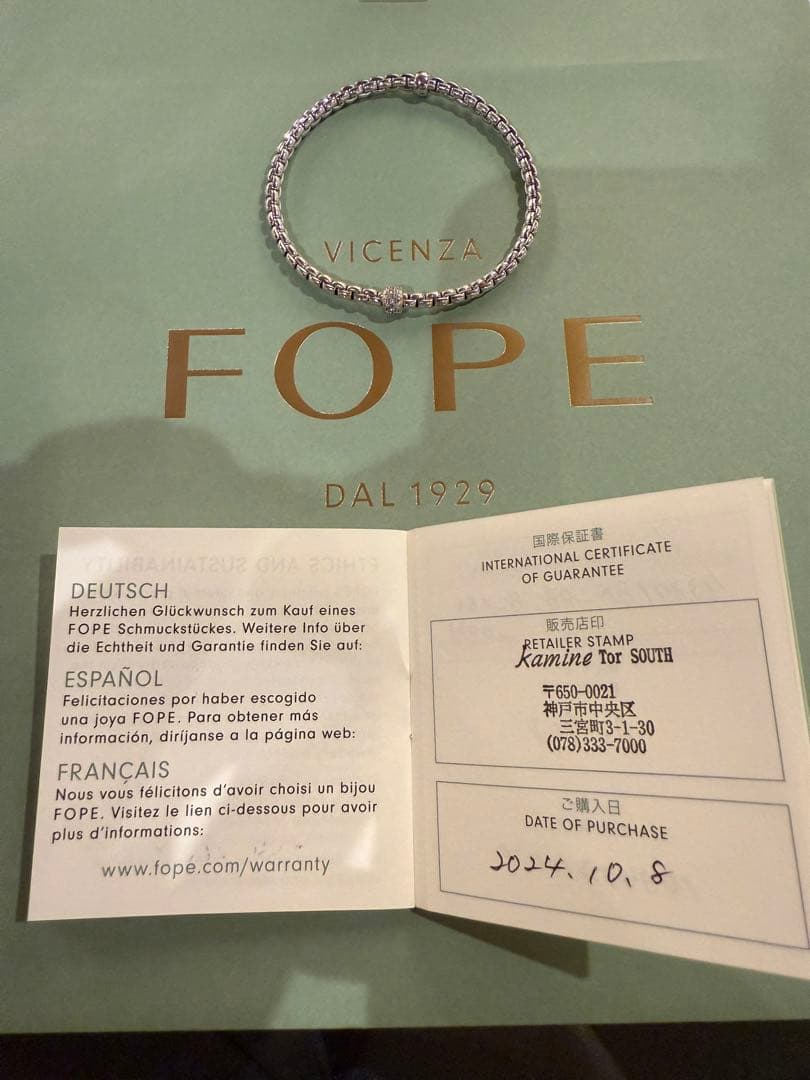 VICENZA
FOPE
DAL 1929
DEUTSCH
Herzlichen Glückwunsch zum Kauf eines
FOPE Schmuckstückes. Weitere Info über
die Echtheit und Garantie finden Sie auf:
ESPAÑOL
Felicitaciones por haber escogido
una joya FOPE. Para obtener más
información, diríjanse a la página web:
FRANÇAIS
Nous vous félicitons d'avoir choisi un bijou
FOPE. Visitez le lien ci-dessous pour avoir
plus d'informations:
www.fope.com/warranty
国際保証書
INTERNATIONAL CERTIFICATE
OF GUARANTEE
販売店印
RETAILER STAMP
Kamine Tor SOUTH
〒650-0021
神戸市中央区
三宮町3-1-30
(078)333-7000
ご購入日
DATE OF PURCHASE
2024.10.8